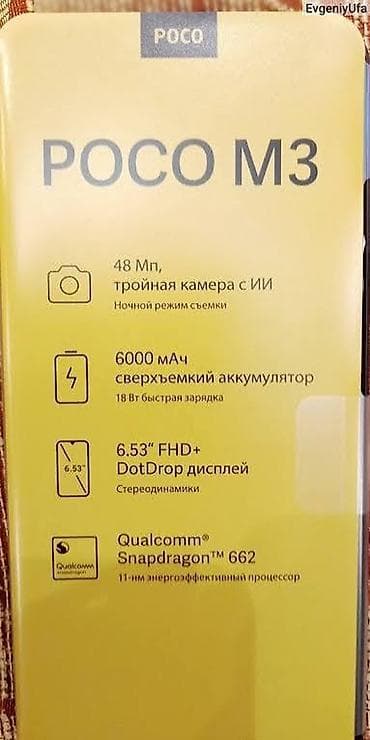 EvgeniyUfa
POCO
POCO M3
48 Мп,
тройная камера с ИИ
Ночной режим съемки
6000 мАч
сверхъемкий аккумулятор
18 Вт быстрая зарядка
6.53"
6.53“ FHD+
DotDrop дисплей
Стереодинамики
Qualcomm
snapdragon
Qualcomm®
Snapdragon™ 662
11-нм энергоэффективный процессор